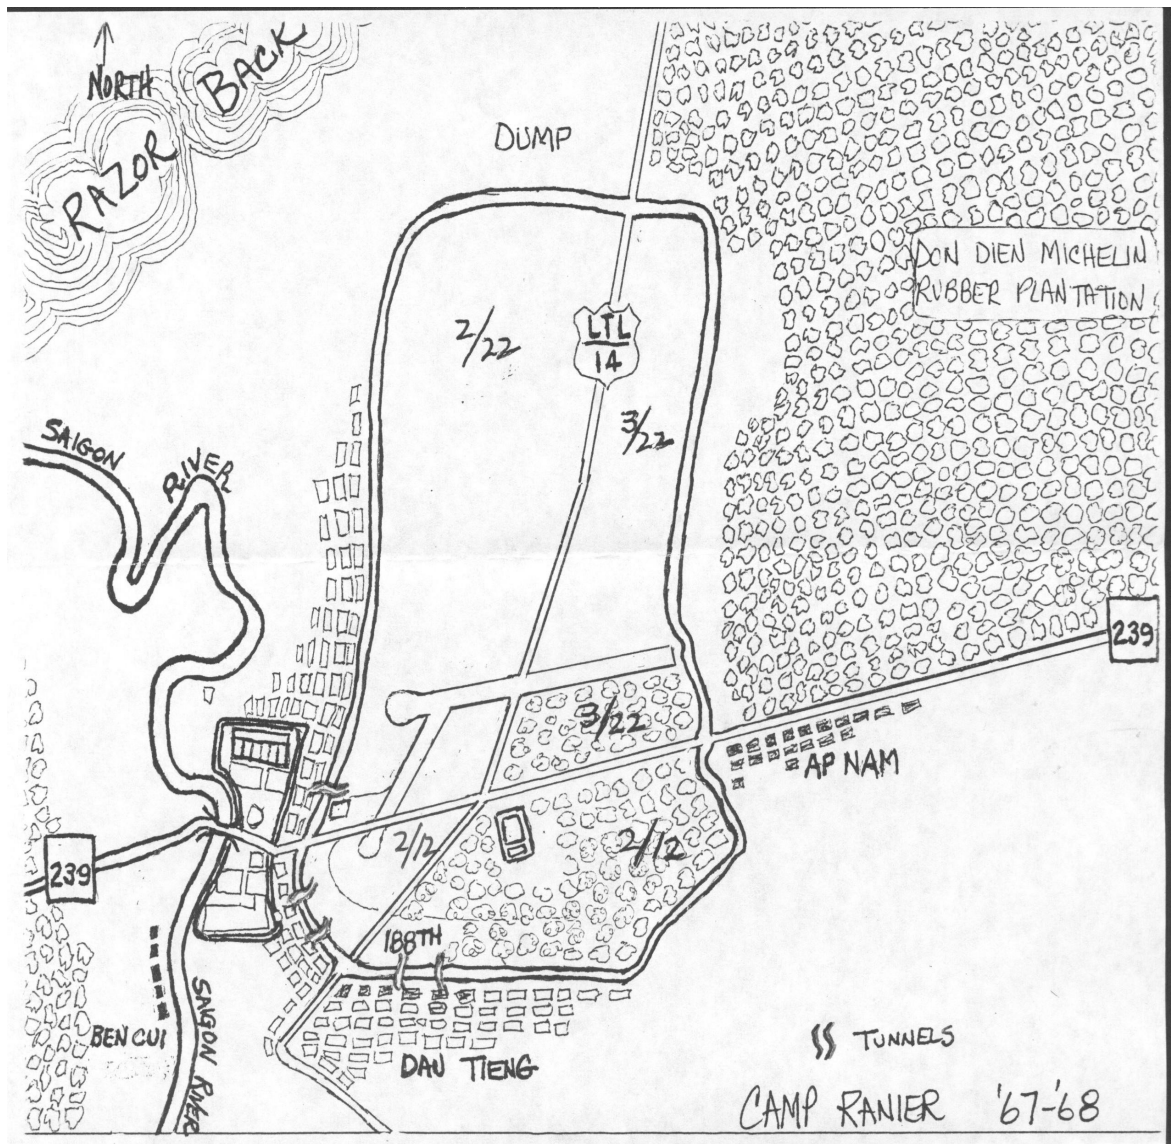 NORTH
RAZOR BACK
DUMP
DON DIEN MICHELIN
RUBBER PLANTATION
2/22
LTL
14
3/22
SAIGON RIVER
239
3/22
AP NAM
2/12
2/12
239
188TH
BEN CUI
SAIGON RIVER
DAU TIENG
TUNNELS
CAMP RANIER '67-'68